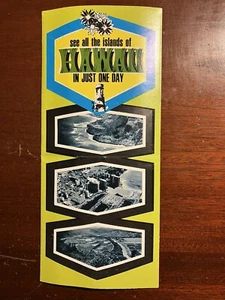 see all the islands of
HAWAII
IN JUST ONE DAY